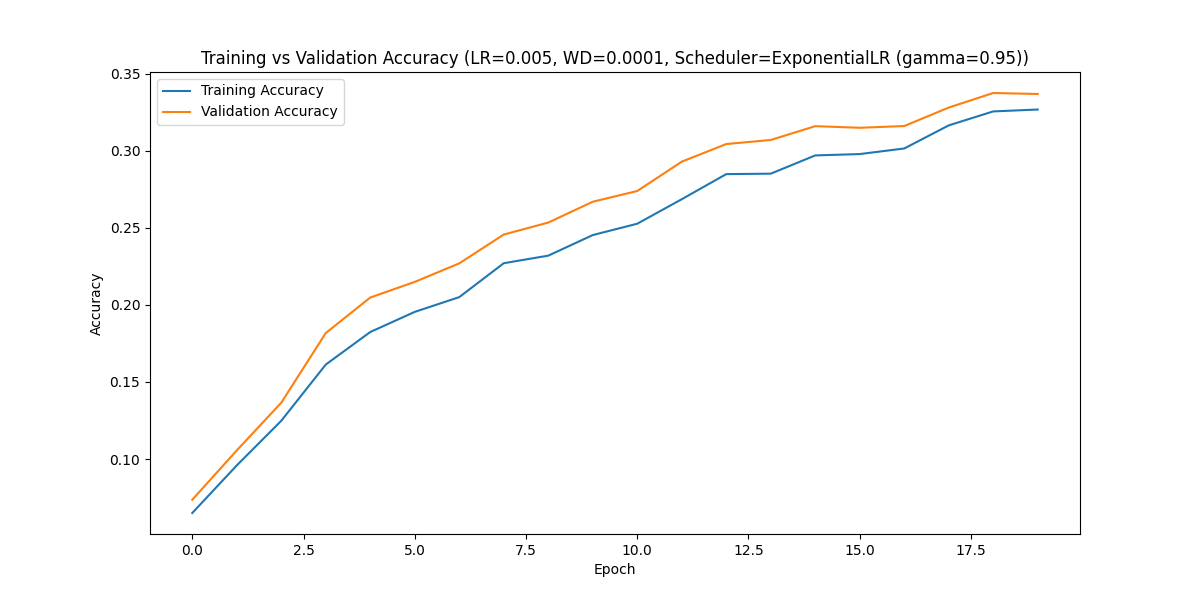 Training vs Validation Accuracy (LR=0.005, WD=0.0001, Scheduler=ExponentialLR (gamma=0.95))
Training Accuracy
Validation Accuracy
0.35
0.30
0.25
0.20
0.15
0.10
Accuracy
0.0 2.5 5.0 7.5 10.0 12.5 15.0 17.5
Epoch